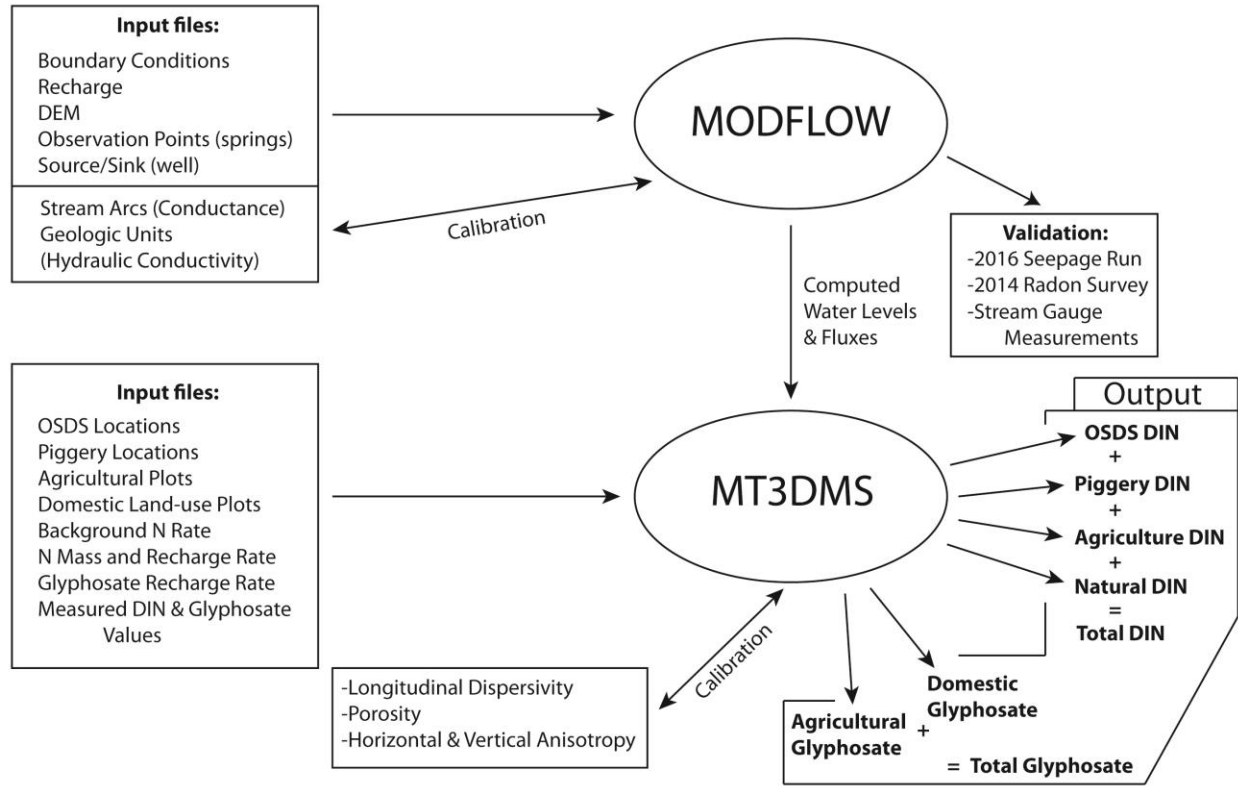 Input files:
Boundary Conditions
Recharge
DEM
Observation Points (springs)
Source/Sink (well)
Stream Arcs (Conductance)
Geologic Units
(Hydraulic Conductivity)
Calibration
MODFLOW
Validation:
-2016 Seepage Run
-2014 Radon Survey
-Stream Gauge
Measurements
Computed
Water Levels
& Fluxes
Input files:
OSDS Locations
Piggery Locations
Agricultural Plots
Domestic Land-use Plots
Background N Rate
N Mass and Recharge Rate
Glyphosate Recharge Rate
Measured DIN & Glyphosate
Values
MT3DMS
Calibration
-Longitudinal Dispersivity
-Porosity
-Horizontal & Vertical Anisotropy
Output
OSDS DIN
+
Piggery DIN
+
Agriculture DIN
+
Natural DIN
=
Total DIN
Agricultural
Glyphosate
+
Domestic
Glyphosate
= Total Glyphosate